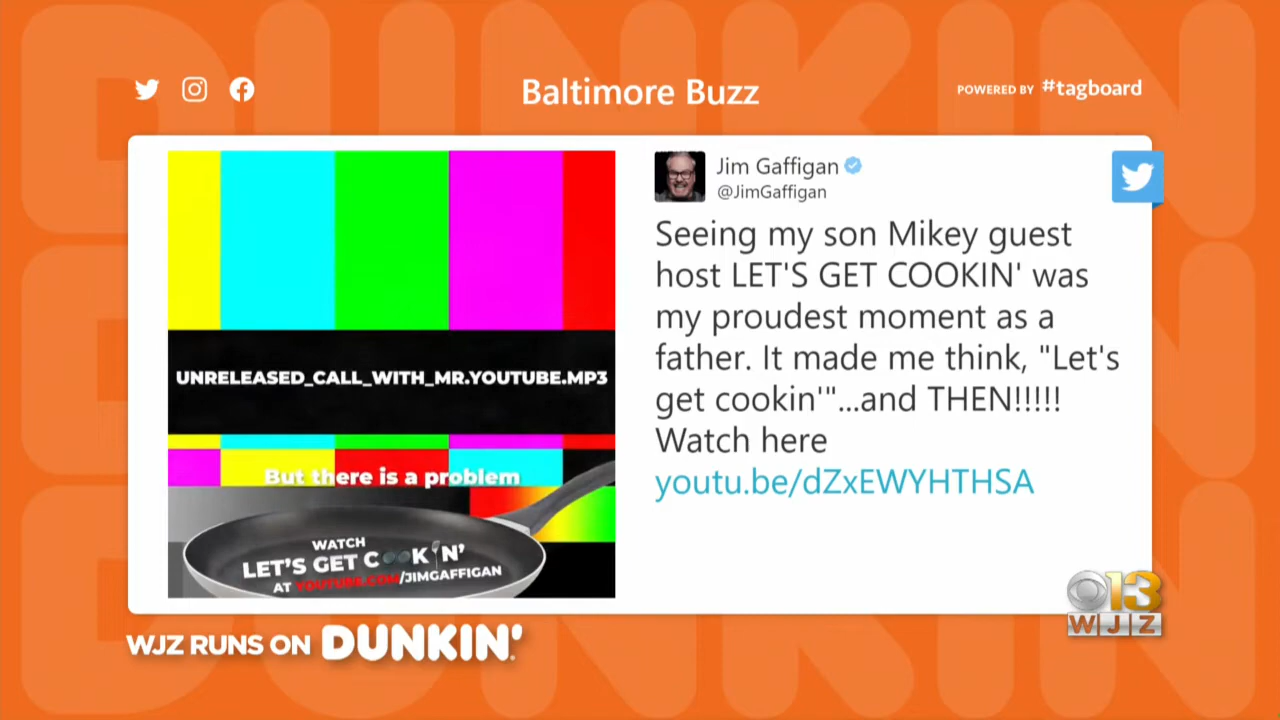 Baltimore Buzz
POWERED BY #tagboard
UNRELEASED_CALL_WITH_MR.YOUTUBE.MP3
But there is a problem
WATCH
LET'S GET COOKIN'
AT YOUTUBE.COM/JIMGAFFIGAN
Jim Gaffigan
@JimGaffigan
Seeing my son Mikey guest
host LET'S GET COOKIN' was
my proudest moment as a
father. It made me think, "Let's
get cookin'"...and THEN!!!!!
Watch here
youtu.be/dZxEWYHTHSA
13
WJZ
WJZ RUNS ON DUNKIN'
DUNKIN
DUNKIN
DUNKIN